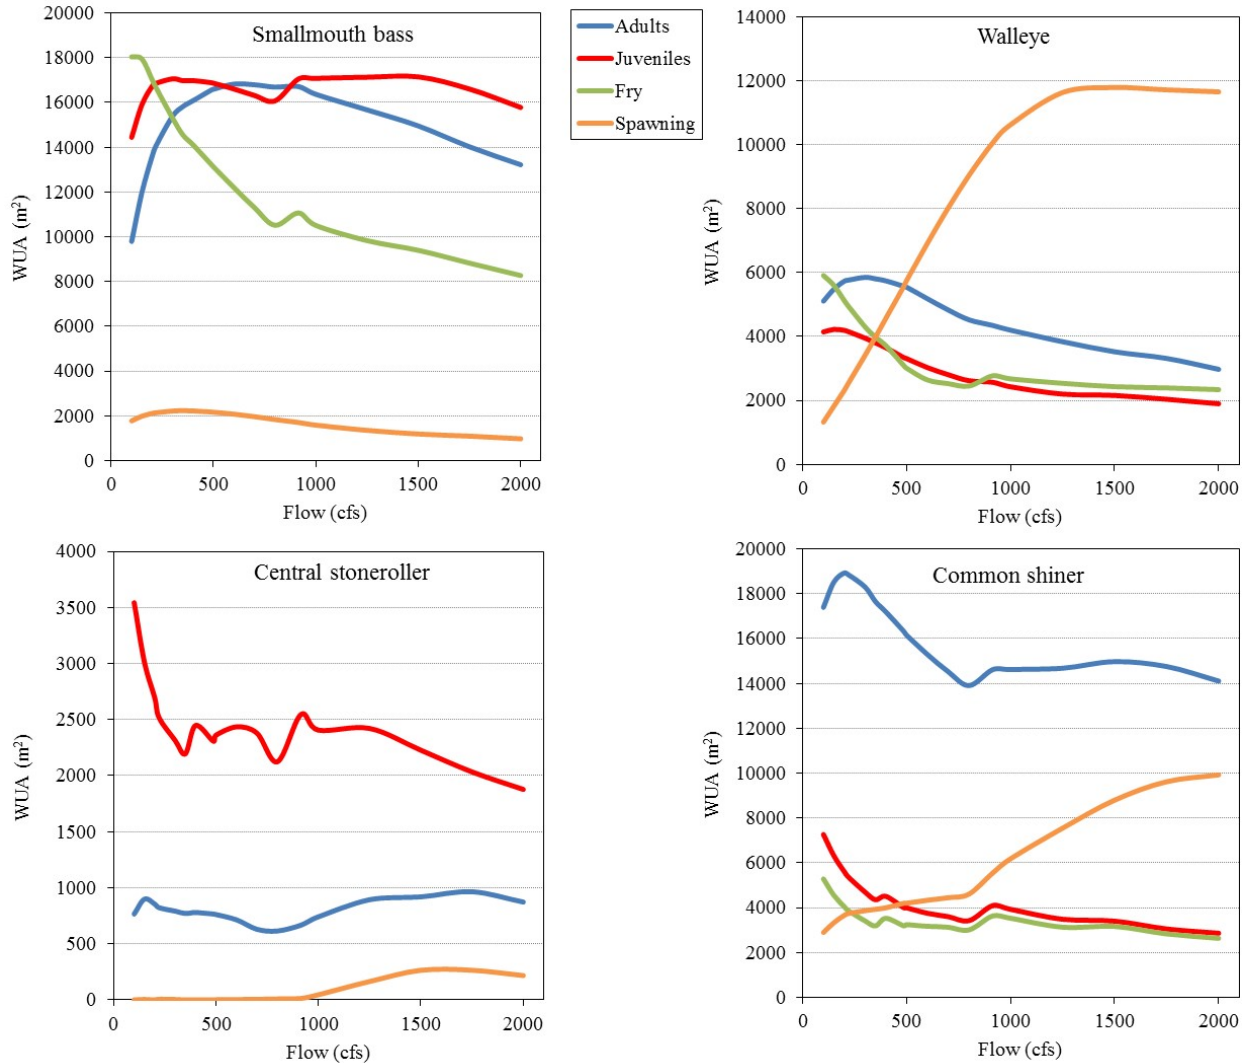 Smallmouth bass
20000
18000
16000
14000
12000
10000
8000
6000
4000
2000
0
WUA (m²)
0 500 1000 1500 2000
Flow (cfs)
Adults
Juveniles
Fry
Spawning
Walleye
14000
12000
10000
8000
6000
4000
2000
0
WUA (m²)
0 500 1000 1500 2000
Flow (cfs)
Central stoneroller
4000
3500
3000
2500
2000
1500
1000
500
0
WUA (m²)
0 500 1000 1500 2000
Flow (cfs)
Common shiner
20000
18000
16000
14000
12000
10000
8000
6000
4000
2000
0
WUA (m²)
0 500 1000 1500 2000
Flow (cfs)